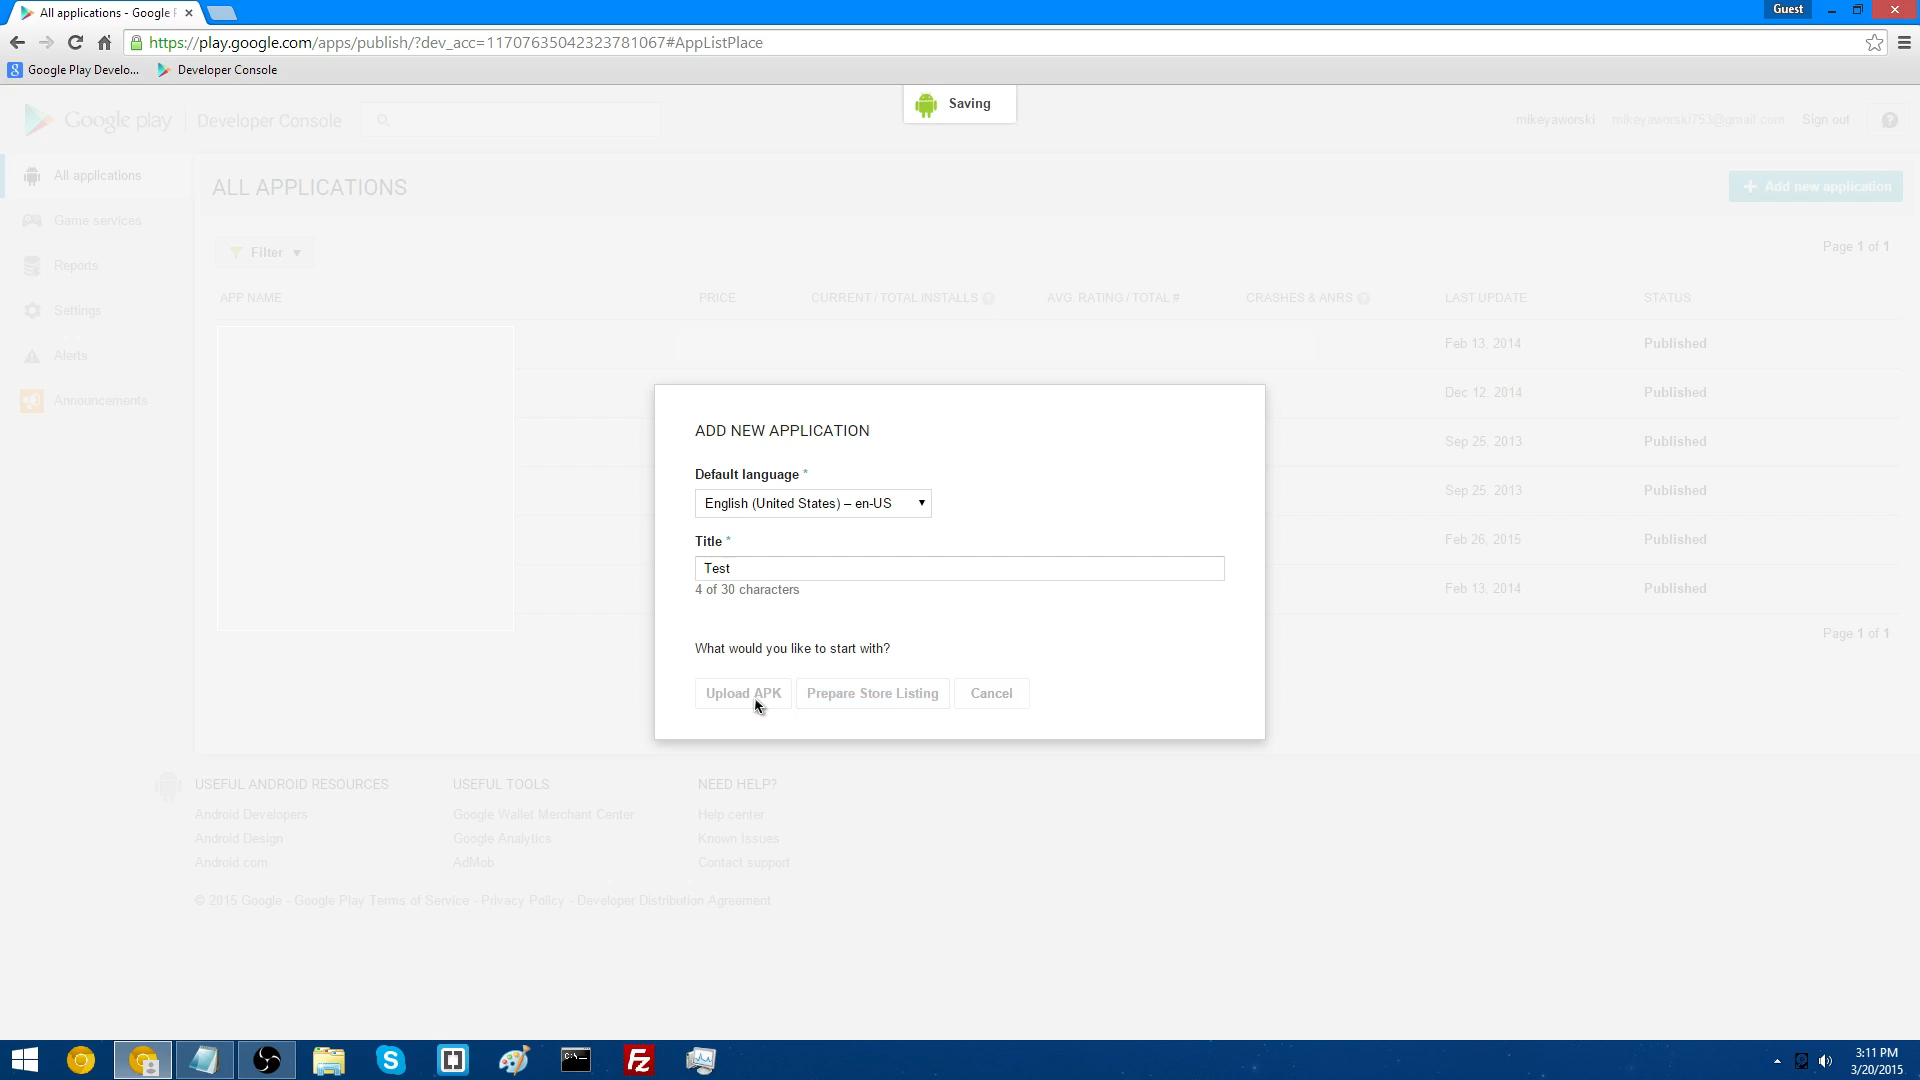 All applications - Google P
Guest
https://play.google.com/apps/publish/?dev_acc=11707635042323781067#AppListPlace
Google Play Develo...
Developer Console
Saving
Google play
Developer Console
mikeyaworski
mikeyaworski753@gmail.com
Sign out
All applications
ALL APPLICATIONS
Add new application
Game services
Filter
Page 1 of 1
Reports
APP NAME
PRICE
CURRENT / TOTAL INSTALLS
AVG. RATING / TOTAL #
CRASHES & ANRS
LAST UPDATE
STATUS
Settings
Feb 13, 2014
Published
Alerts
Dec 12, 2014
Published
Announcements
Sep 25, 2013
Published
Sep 25, 2013
Published
Feb 26, 2015
Published
Feb 13, 2014
Published
Page 1 of 1
ADD NEW APPLICATION
Default language *
English (United States) – en-US
Title *
Test
4 of 30 characters
What would you like to start with?
Upload APK
Prepare Store Listing
Cancel
USEFUL ANDROID RESOURCES
USEFUL TOOLS
NEED HELP?
Android Developers
Google Wallet Merchant Center
Help center
Android Design
Google Analytics
Known Issues
Android.com
AdMob
Contact support
© 2015 Google - Google Play Terms of Service - Privacy Policy - Developer Distribution Agreement
3:11 PM
3/20/2015